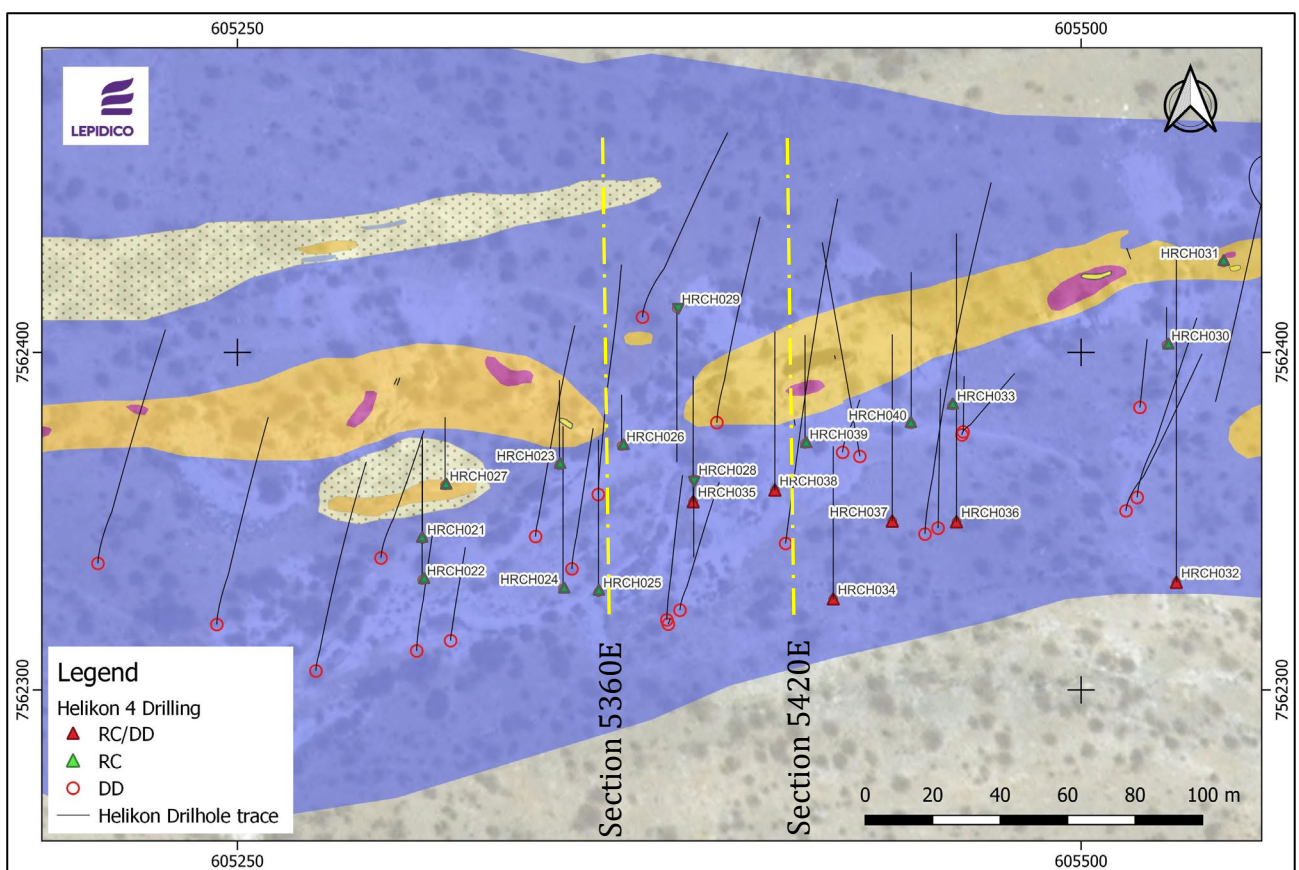 605250
605500
LEPIDICO
HRCH029
HRCH031
HRCH030
7562400
7562400
HRCH033
HRCH040
HRCH026
HRCH039
HRCH023
HRCH027
HRCH028
HRCH038
HRCH035
HRCH037
HRCH036
HRCH021
HRCH022
HRCH024
HRCH025
HRCH034
HRCH032
Section 5360E
Section 5420E
7562300
7562300
Legend
Helikon 4 Drilling
RC/DD
RC
DD
Helikon Drilhole trace
0 20 40 60 80 100 m
605250
605500